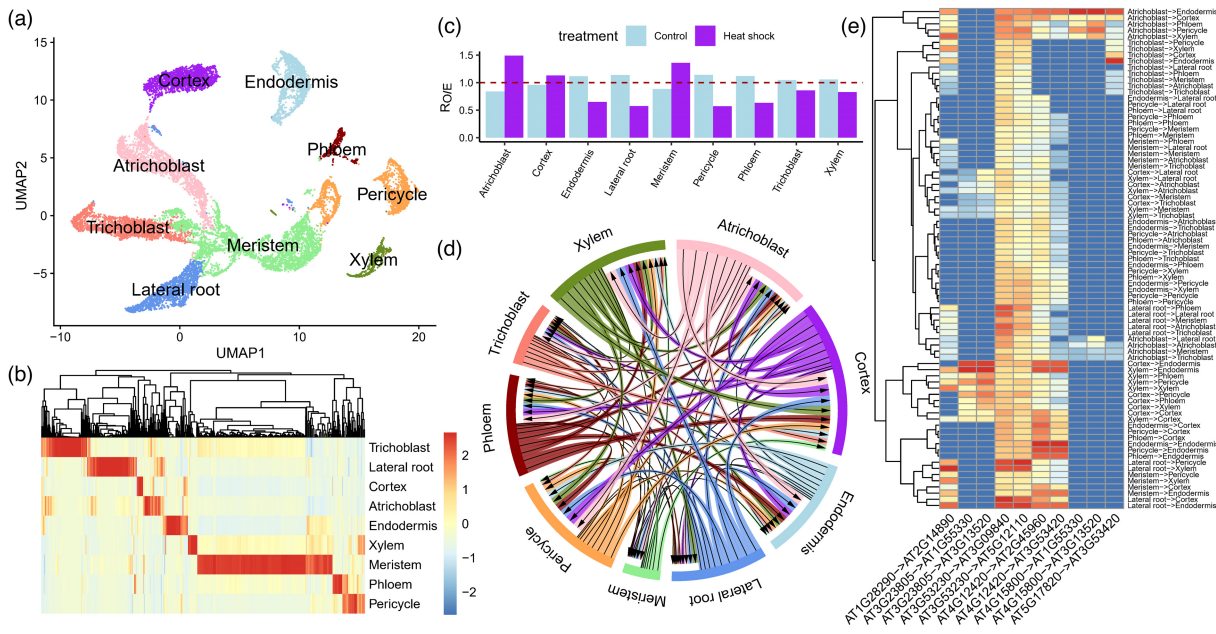 (a)
15
10
5
0
−5
−10
0
10
20
UMAP2
UMAP1
Cortex
Endodermis
Phloem
Atrichoblast
Pericycle
Trichoblast
Meristem
Xylem
Lateral root
(b)
Trichoblast
Lateral root
Cortex
Atrichoblast
Endodermis
Xylem
Meristem
Phloem
Pericycle
2
1
0
−1
−2
(c)
treatment
Control
Heat shock
RO/E
1.5
1.0
0.5
0.0
Atrichoblast
Cortex
Endodermis
Lateral root
Meristem
Pericycle
Phloem
Trichoblast
Xylem
(d)
Xylem
Atrichoblast
Trichoblast
Cortex
Phloem
Endodermis
Pericycle
Meristem
Lateral root
(e)
Atrichoblast−>Endodermis
Atrichoblast−>Cortex
Atrichoblast−>Phloem
Atrichoblast−>Pericycle
Atrichoblast−>Xylem
Trichoblast−>Pericycle
Trichoblast−>Xylem
Trichoblast−>Cortex
Trichoblast−>Endodermis
Trichoblast−>Lateral root
Trichoblast−>Phloem
Trichoblast−>Meristem
Trichoblast−>Atrichoblast
Trichoblast−>Trichoblast
Endodermis−>Lateral root
Pericycle−>Lateral root
Phloem−>Lateral root
Pericycle−>Phloem
Phloem−>Phloem
Pericycle−>Meristem
Phloem−>Meristem
Meristem−>Phloem
Meristem−>Lateral root
Meristem−>Meristem
Meristem−>Atrichoblast
Meristem−>Trichoblast
Cortex−>Lateral root
Xylem−>Lateral root
Cortex−>Atrichoblast
Xylem−>Atrichoblast
Cortex−>Meristem
Cortex−>Trichoblast
Xylem−>Meristem
Xylem−>Trichoblast
Endodermis−>Atrichoblast
Endodermis−>Trichoblast
Pericycle−>Atrichoblast
Phloem−>Atrichoblast
Endodermis−>Meristem
Pericycle−>Trichoblast
Phloem−>Trichoblast
Endodermis−>Phloem
Pericycle−>Xylem
Phloem−>Xylem
Endodermis−>Pericycle
Endodermis−>Xylem
Pericycle−>Pericycle
Phloem−>Pericycle
Lateral root−>Phloem
Lateral root−>Lateral root
Lateral root−>Meristem
Lateral root−>Atrichoblast
Lateral root−>Trichoblast
Atrichoblast−>Lateral root
Atrichoblast−>Atrichoblast
Atrichoblast−>Meristem
Atrichoblast−>Trichoblast
Cortex−>Endodermis
Xylem−>Endodermis
Xylem−>Phloem
Xylem−>Pericycle
Xylem−>Xylem
Cortex−>Pericycle
Cortex−>Phloem
Cortex−>Xylem
Cortex−>Cortex
Xylem−>Cortex
Endodermis−>Cortex
Pericycle−>Cortex
Phloem−>Cortex
Endodermis−>Endodermis
Pericycle−>Endodermis
Phloem−>Endodermis
Lateral root−>Pericycle
Lateral root−>Xylem
Meristem−>Pericycle
Meristem−>Xylem
Meristem−>Cortex
Meristem−>Endodermis
Lateral root−>Cortex
Lateral root−>Endodermis
AT1G28290−>AT2G14890
AT3G23805−>AT1G55330
AT3G23805−>AT3G13520
AT3G53230−>AT3G09840
AT3G53230−>AT5G12110
AT4G12420−>AT2G45960
AT4G12420−>AT3G53420
AT4G15800−>AT1G55330
AT4G15800−>AT3G13520
AT5G17820−>AT3G53420